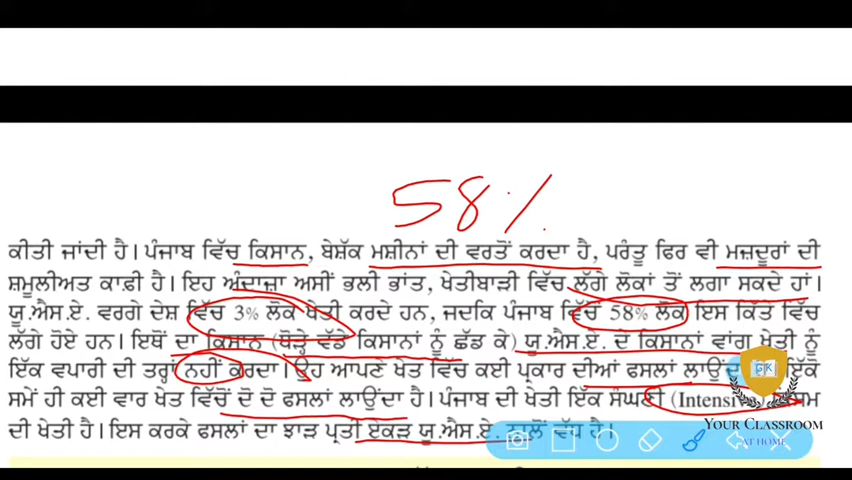 58%
ਕੀਤੀ ਜਾਂਦੀ ਹੈ। ਪੰਜਾਬ ਵਿੱਚ ਕਿਸਾਨ, ਬੇਸ਼ੱਕ ਮਸ਼ੀਨਾਂ ਦੀ ਵਰਤੋਂ ਕਰਦਾ ਹੈ, ਪਰੰਤੂ ਫਿਰ ਵੀ ਮਜ਼ਦੂਰਾਂ ਦੀ
ਸ਼ਮੂਲੀਅਤ ਕਾਫ਼ੀ ਹੈ। ਇਹ ਅੰਦਾਜ਼ਾ ਅਸੀਂ ਭਲੀ ਭਾਂਤ, ਖੇਤੀਬਾੜੀ ਵਿੱਚ ਲੱਗੇ ਲੋਕਾਂ ਤੋਂ ਲਗਾ ਸਕਦੇ ਹਾਂ।
ਯੂ.ਐਸ.ਏ. ਵਰਗੇ ਦੇਸ਼ ਵਿੱਚ 3% ਲੋਕ ਖੇਤੀ ਕਰਦੇ ਹਨ, ਜਦਕਿ ਪੰਜਾਬ ਵਿੱਚ 58% ਲੋਕ ਇਸ ਕਿੱਤੇ ਵਿੱਚ
ਲੱਗੇ ਹੋਏ ਹਨ। ਇਥੋਂ ਦਾ ਕਿਸਾਨ (ਥੋੜ੍ਹੇ ਵੱਡੇ ਕਿਸਾਨਾਂ ਨੂੰ ਛੱਡ ਕੇ) ਯੂ.ਐਸ.ਏ. ਦੇ ਕਿਸਾਨਾਂ ਵਾਂਗ ਖੇਤੀ ਨੂੰ
ਇੱਕ ਵਪਾਰੀ ਦੀ ਤਰ੍ਹਾਂ ਨਹੀਂ ਕਰਦਾ। ਉਹ ਆਪਣੇ ਖੇਤ ਵਿੱਚ ਕਈ ਪ੍ਰਕਾਰ ਦੀਆਂ ਫਸਲਾਂ ਇੱਕ
ਸਮੇਂ ਹੀ ਕਈ ਵਾਰ ਖੇਤ ਵਿੱਚੋਂ ਦੋ ਦੋ ਫਸਲਾਂ ਲਾਉਂਦਾ ਹੈ। ਪੰਜਾਬ ਦੀ ਖੇਤੀ ਇੱਕ ਸੰਘਣੀ
ਦੀ ਖੇਤੀ ਹੈ। ਇਸ ਕਰਕੇ ਫਸਲਾਂ ਦਾ ਝਾੜ ਪ੍ਰਤੀ ਏਕੜ ਯੂ.ਐਸ.ਏ. ਨਾਲੋਂ ਵੱਧ ਹੈ।
GK
YOUR CLASSROOM
AT HOME